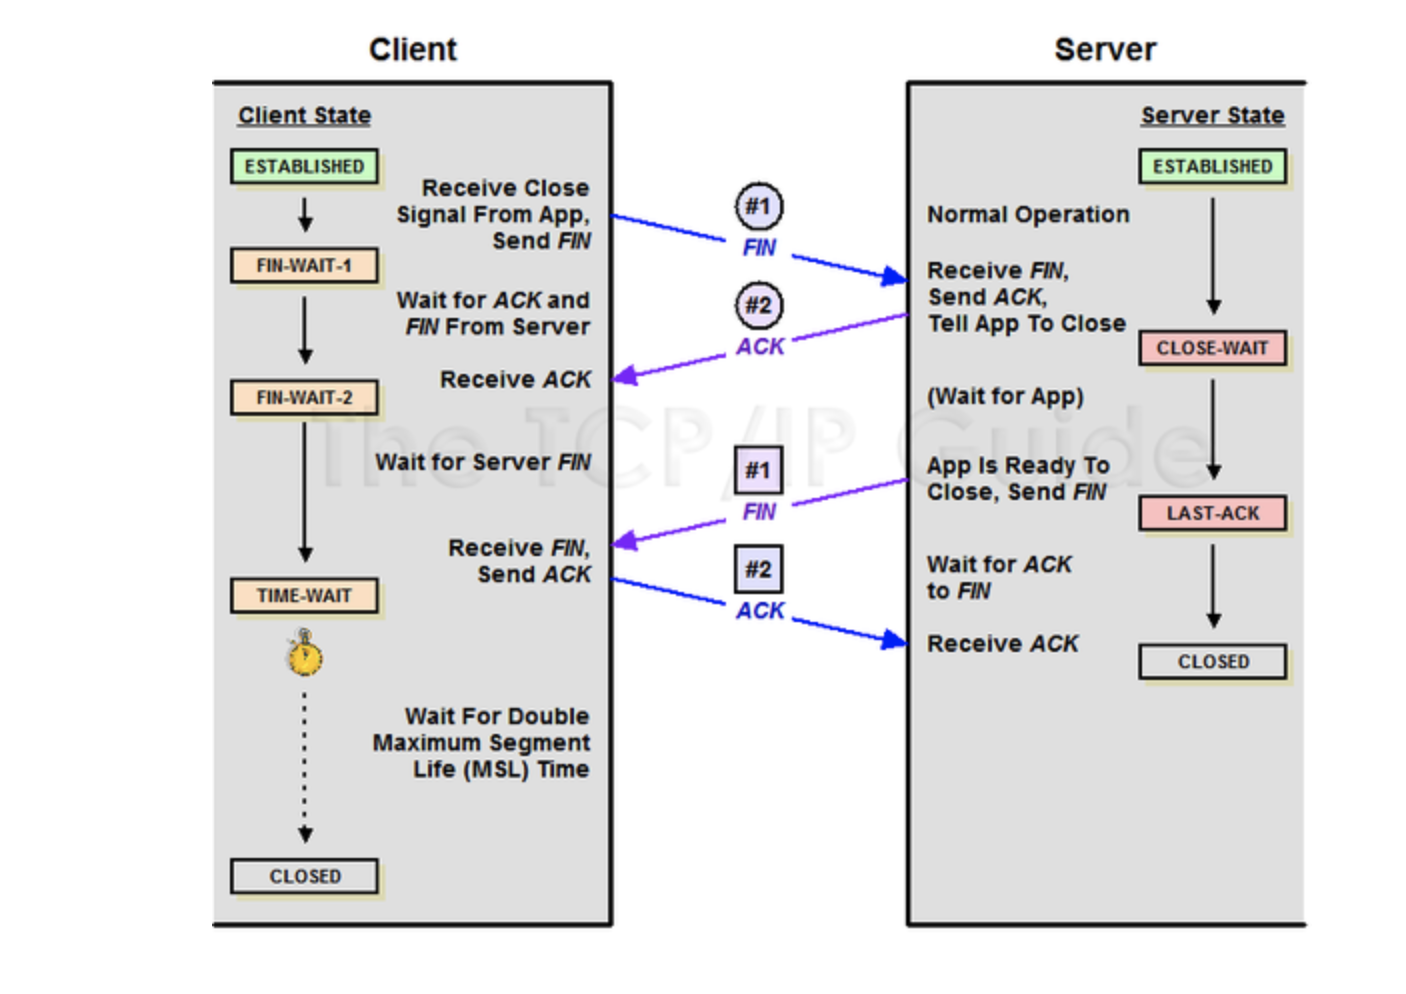 Client
Server
Client State
ESTABLISHED
FIN-WAIT-1
FIN-WAIT-2
TIME-WAIT
CLOSED
Receive Close
Signal From App,
Send FIN
Wait for ACK and
FIN From Server
Receive ACK
Wait for Server FIN
Receive FIN,
Send ACK
Wait For Double
Maximum Segment
Life (MSL) Time
#1
FIN
#2
ACK
#1
FIN
#2
ACK
Normal Operation
Receive FIN,
Send ACK,
Tell App To Close
(Wait for App)
App Is Ready To
Close, Send FIN
Wait for ACK
to FIN
Receive ACK
Server State
ESTABLISHED
CLOSE-WAIT
LAST-ACK
CLOSED
The TCP/IP Guide